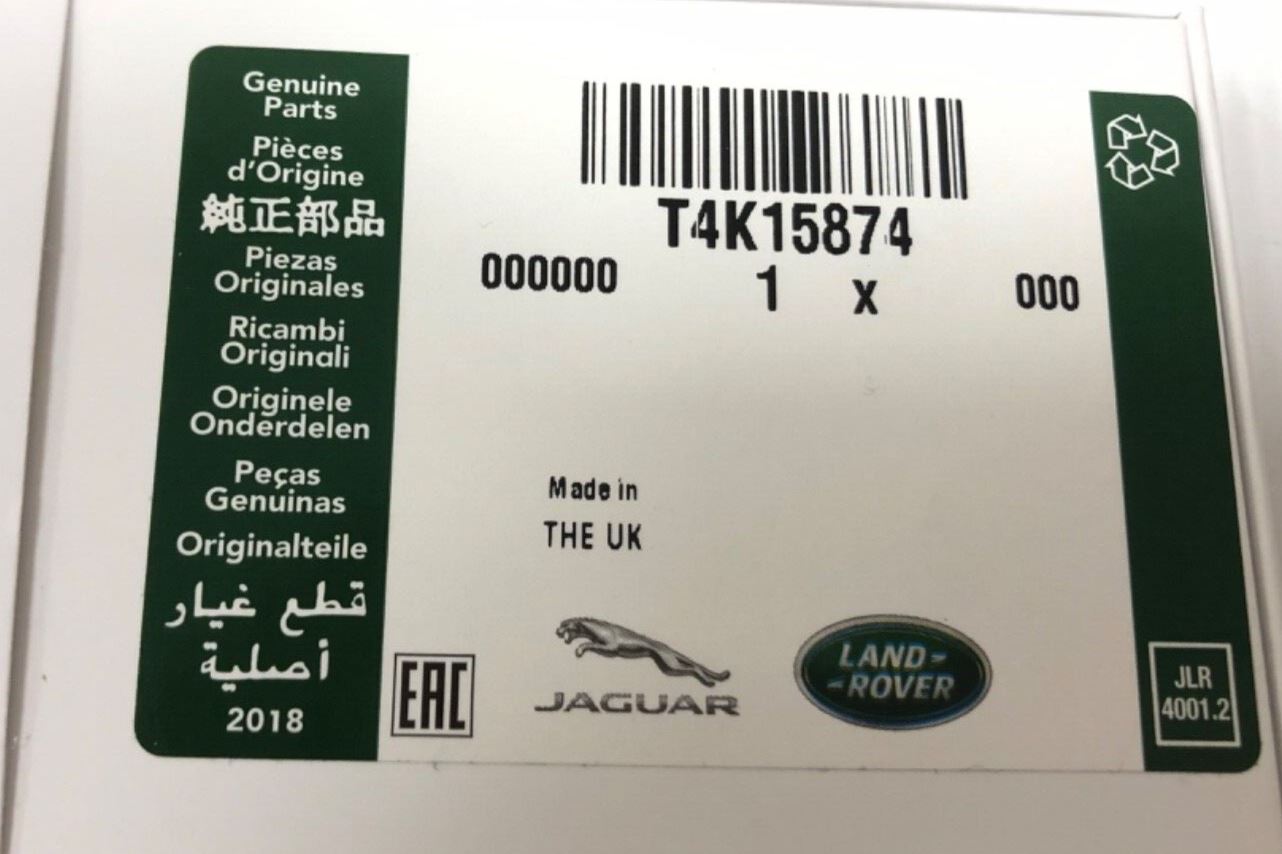 Genuine
Parts
Pièces
d'Origine
純正部品
Piezas
Originales
Ricambi
Originali
Originele
Onderdelen
Peças
Genuinas
Originalteile
قطع غيار
أصلية
2018
T4K15874
000000 1 X 000
Made in
THE UK
EAC
JAGUAR
LAND-
-ROVER
JLR
4001.2